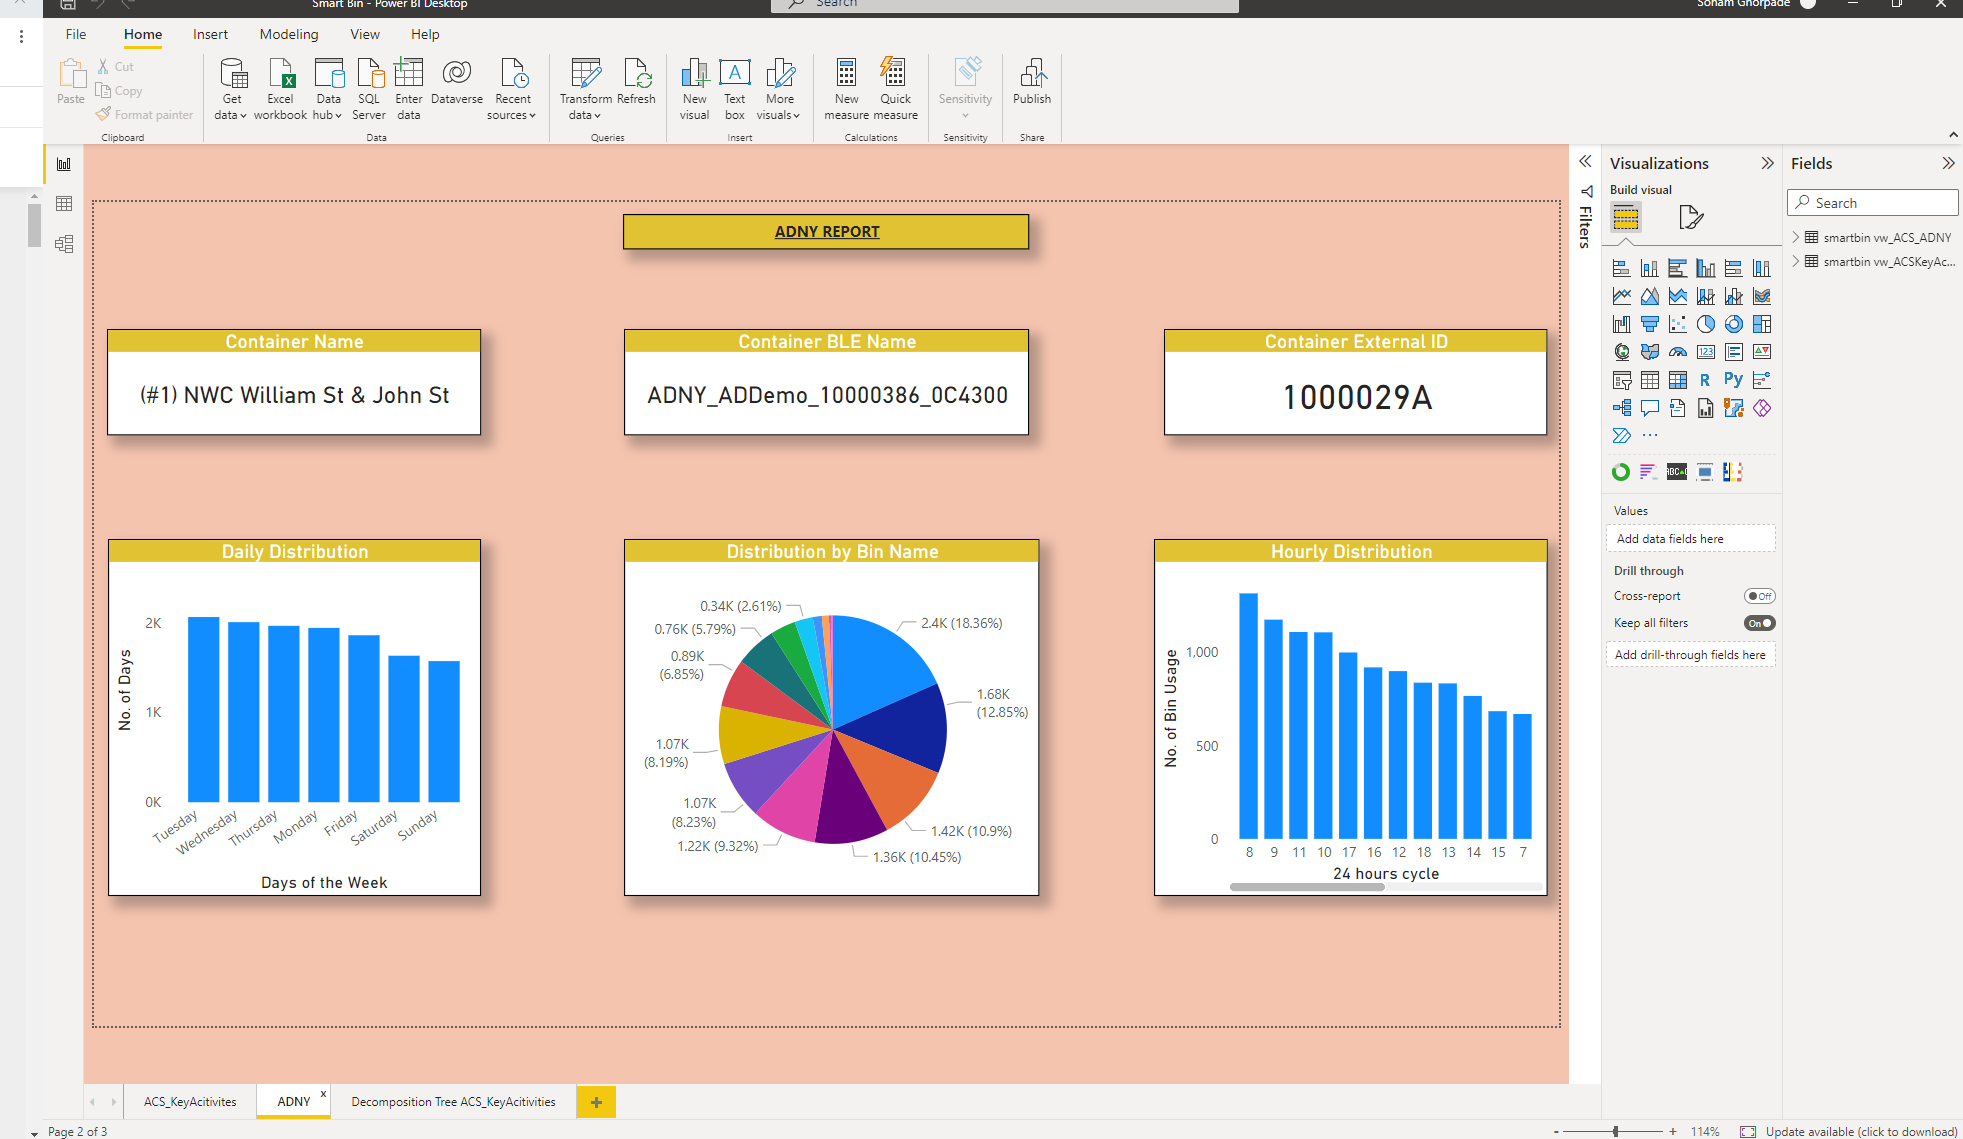 Smart Bin - Power BI Desktop
Search
Soham Ghorpade
File Home Insert Modeling View Help
Paste
Cut
Copy
Format painter
Clipboard
Get data
Excel workbook
Data hub
SQL Server
Enter data
Dataverse
Recent sources
Data
Transform data
Refresh
Queries
New visual
Text box
More visuals
Insert
New measure
Quick measure
Calculations
Sensitivity
Sensitivity
Publish
Share
ADNY REPORT
Container Name
(#1) NWC William St & John St
Container BLE Name
ADNY_ADDemo_10000386_0C4300
Container External ID
1000029A
Daily Distribution
No. of Days
2K
1K
0K
Tuesday Wednesday Thursday Monday Friday Saturday Sunday
Days of the Week
Distribution by Bin Name
2.4K (18.36%)
1.68K (12.85%)
1.42K (10.9%)
1.36K (10.45%)
1.22K (9.32%)
1.07K (8.23%)
1.07K (8.19%)
0.89K (6.85%)
0.76K (5.79%)
0.34K (2.61%)
Hourly Distribution
No. of Bin Usage
1,000
500
0
8 9 11 10 17 16 12 18 13 14 15 7
24 hours cycle
Filters
Visualizations
Build visual
R Py
123
ABC
Values
Add data fields here
Drill through
Cross-report
Off
Keep all filters
On
Add drill-through fields here
Fields
Search
smartbin vw_ACS_ADNY
smartbin vw_ACSKeyAc...
ACS_KeyAcitivites
ADNY x
Decomposition Tree ACS_KeyAcitivities
+
Page 2 of 3
- + 114%
Update available (click to download)